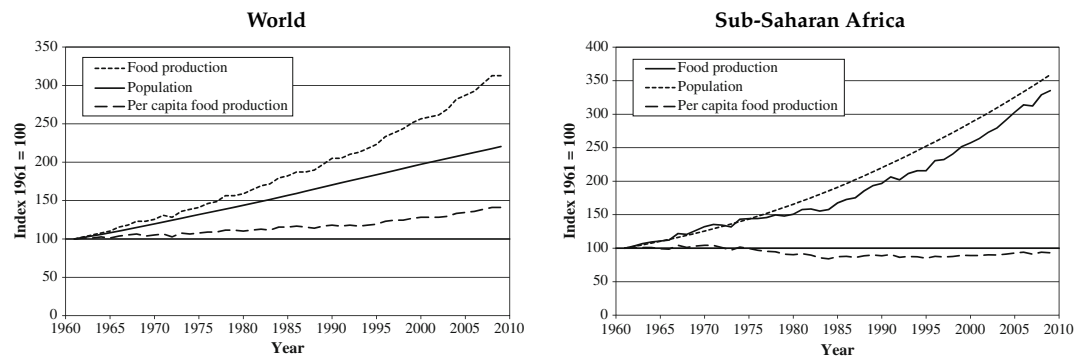 World
Index 1961 = 100
350
300
250
200
150
100
50
0
Food production
Population
Per capita food production
1960 1965 1970 1975 1980 1985 1990 1995 2000 2005 2010
Year
Sub-Saharan Africa
Index 1961 = 100
400
350
300
250
200
150
100
50
0
Food production
Population
Per capita food production
1960 1965 1970 1975 1980 1985 1990 1995 2000 2005 2010
Year